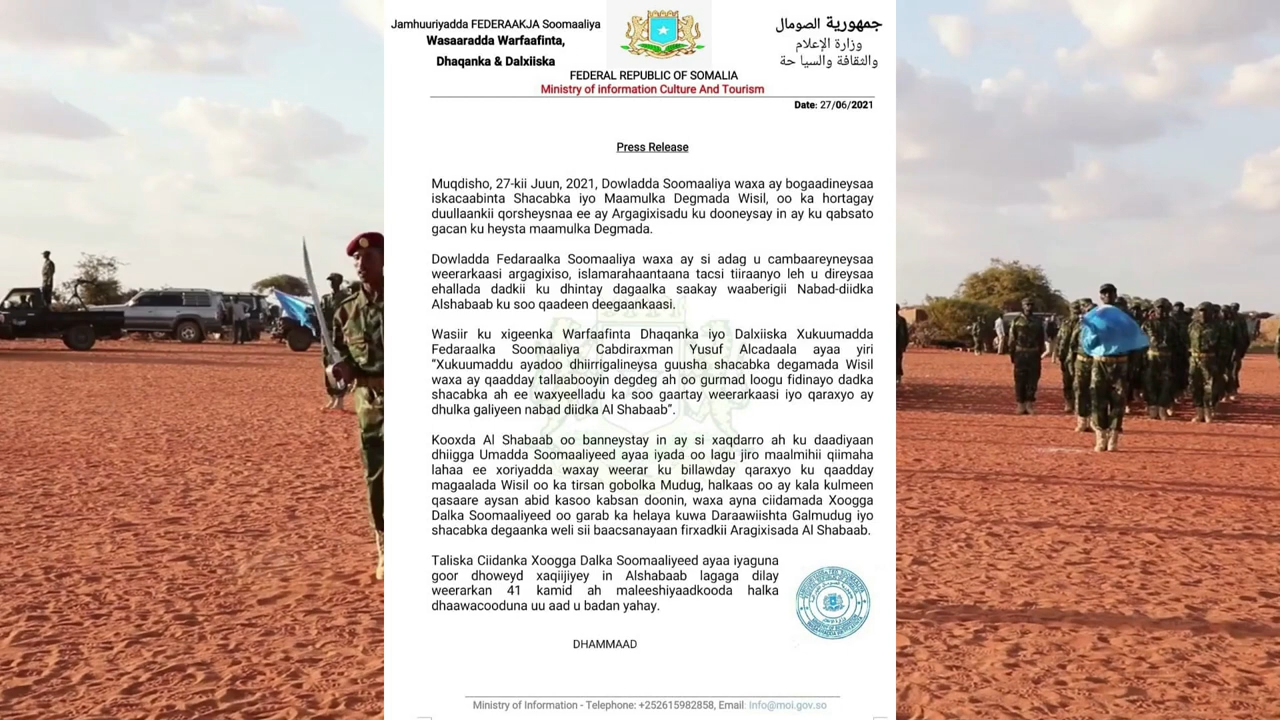 Jamhuuriyadda FEDERAAKJA Soomaaliya
Wasaaradda Warfaafinta,
Dhaqanka & Dalxiiska
جمهورية الصومال
وزارة الإعلام
والثقافة والسيا حة
FEDERAL REPUBLIC OF SOMALIA
Ministry of information Culture And Tourism
Date: 27/06/2021
Press Release
Muqdisho, 27-kii Juun, 2021, Dowladda Soomaaliya waxa ay bogaadineysaa
iskacaabinta Shacabka iyo Maamulka Degmada Wisil, oo ka hortagay
duullaankii qorsheysnaa ee ay Argagixisadu ku dooneysay in ay ku qabsato
gacan ku heysta maamulka Degmada.
Dowladda Fedaraalka Soomaaliya waxa ay si adag u cambaareyneysaa
weerarkaasi argagixiso, islamarahaantaana tacsi tiiraanyo leh u direysaa
ehallada dadkii ku dhintay dagaalka saakay waaberigii Nabad-diidka
Alshabaab ku soo qaadeen deegaankaasi.
Wasiir ku xigeenka Warfaafinta Dhaqanka iyo Dalxiiska Xukuumadda
Fedaraalka Soomaaliya Cabdiraxman Yusuf Alcadaala ayaa yiri
"Xukuumaddu ayadoo dhiirrigalineysa guusha shacabka degamada Wisil
waxa ay qaadday tallaabooyin degdeg ah oo gurmad loogu fidinayo dadka
shacabka ah ee waxyeelladu ka soo gaartay weerarkaasi iyo qaraxyo ay
dhulka galiyeen nabad diidka Al Shabaab”.
Kooxda Al Shabaab oo banneystay in ay si xaqdarro ah ku daadiyaan
dhiigga Umadda Soomaaliyeed ayaa iyada oo lagu jiro maalmihii qiimaha
lahaa ee xoriyadda waxay weerar ku billawday qaraxyo ku qaadday
magaalada Wisil oo ka tirsan gobolka Mudug, halkaas oo ay kala kulmeen
qasaare aysan abid kasoo kabsan doonin, waxa ayna ciidamada Xoogga
Dalka Soomaaliyeed oo garab ka helaya kuwa Daraawiishta Galmudug iyo
shacabka degaanka weli sii baacsanayaan firxadkii Aragixisada Al Shabaab.
Taliska Ciidanka Xoogga Dalka Soomaaliyeed ayaa iyaguna
goor dhoweyd xaqiijiyey in Alshabaab lagaga dilay
weerarkan 41 kamid ah maleeshiyaadkooda halka
dhaawacooduna uu aad u badan yahay.
DHAMMAAD
Ministry of Information - Telephone: +252615982858, Email: Info@moi.gov.so